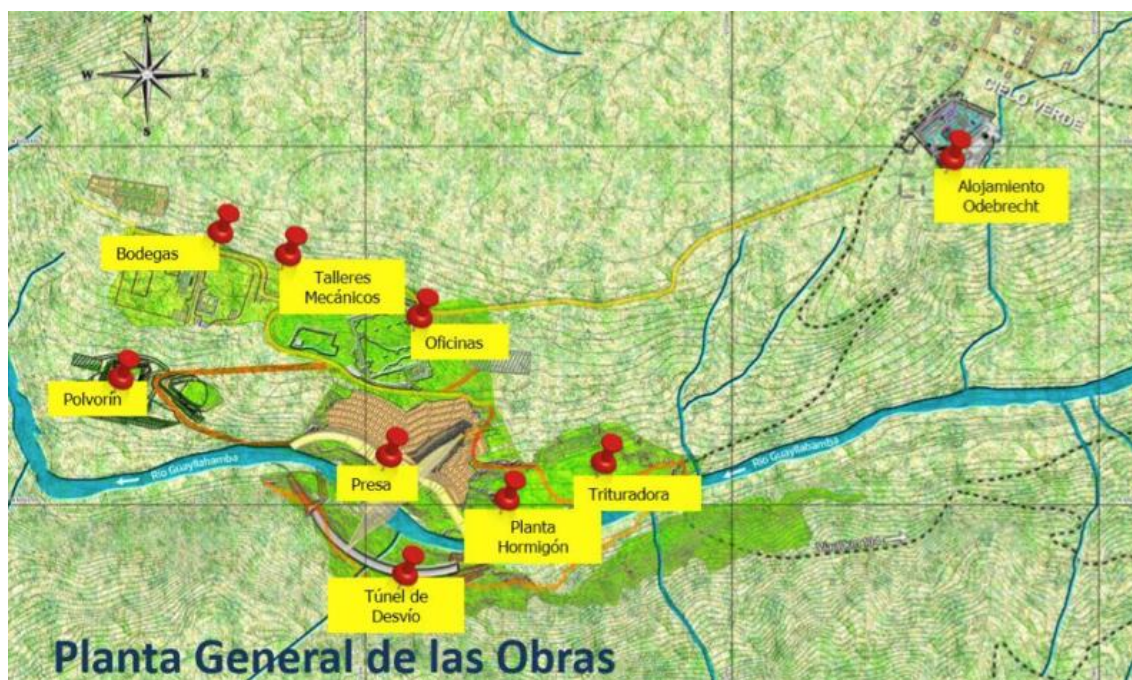 N
W E
S
CIELO VERDE
Alojamiento
Odebrecht
Bodegas
Talleres
Mecánicos
Oficinas
Polvorín
Río Guayllabamba
Río Guayllabamba
Presa
Trituradora
Planta
Hormigón
Túnel de
Desvío
Planta General de las Obras